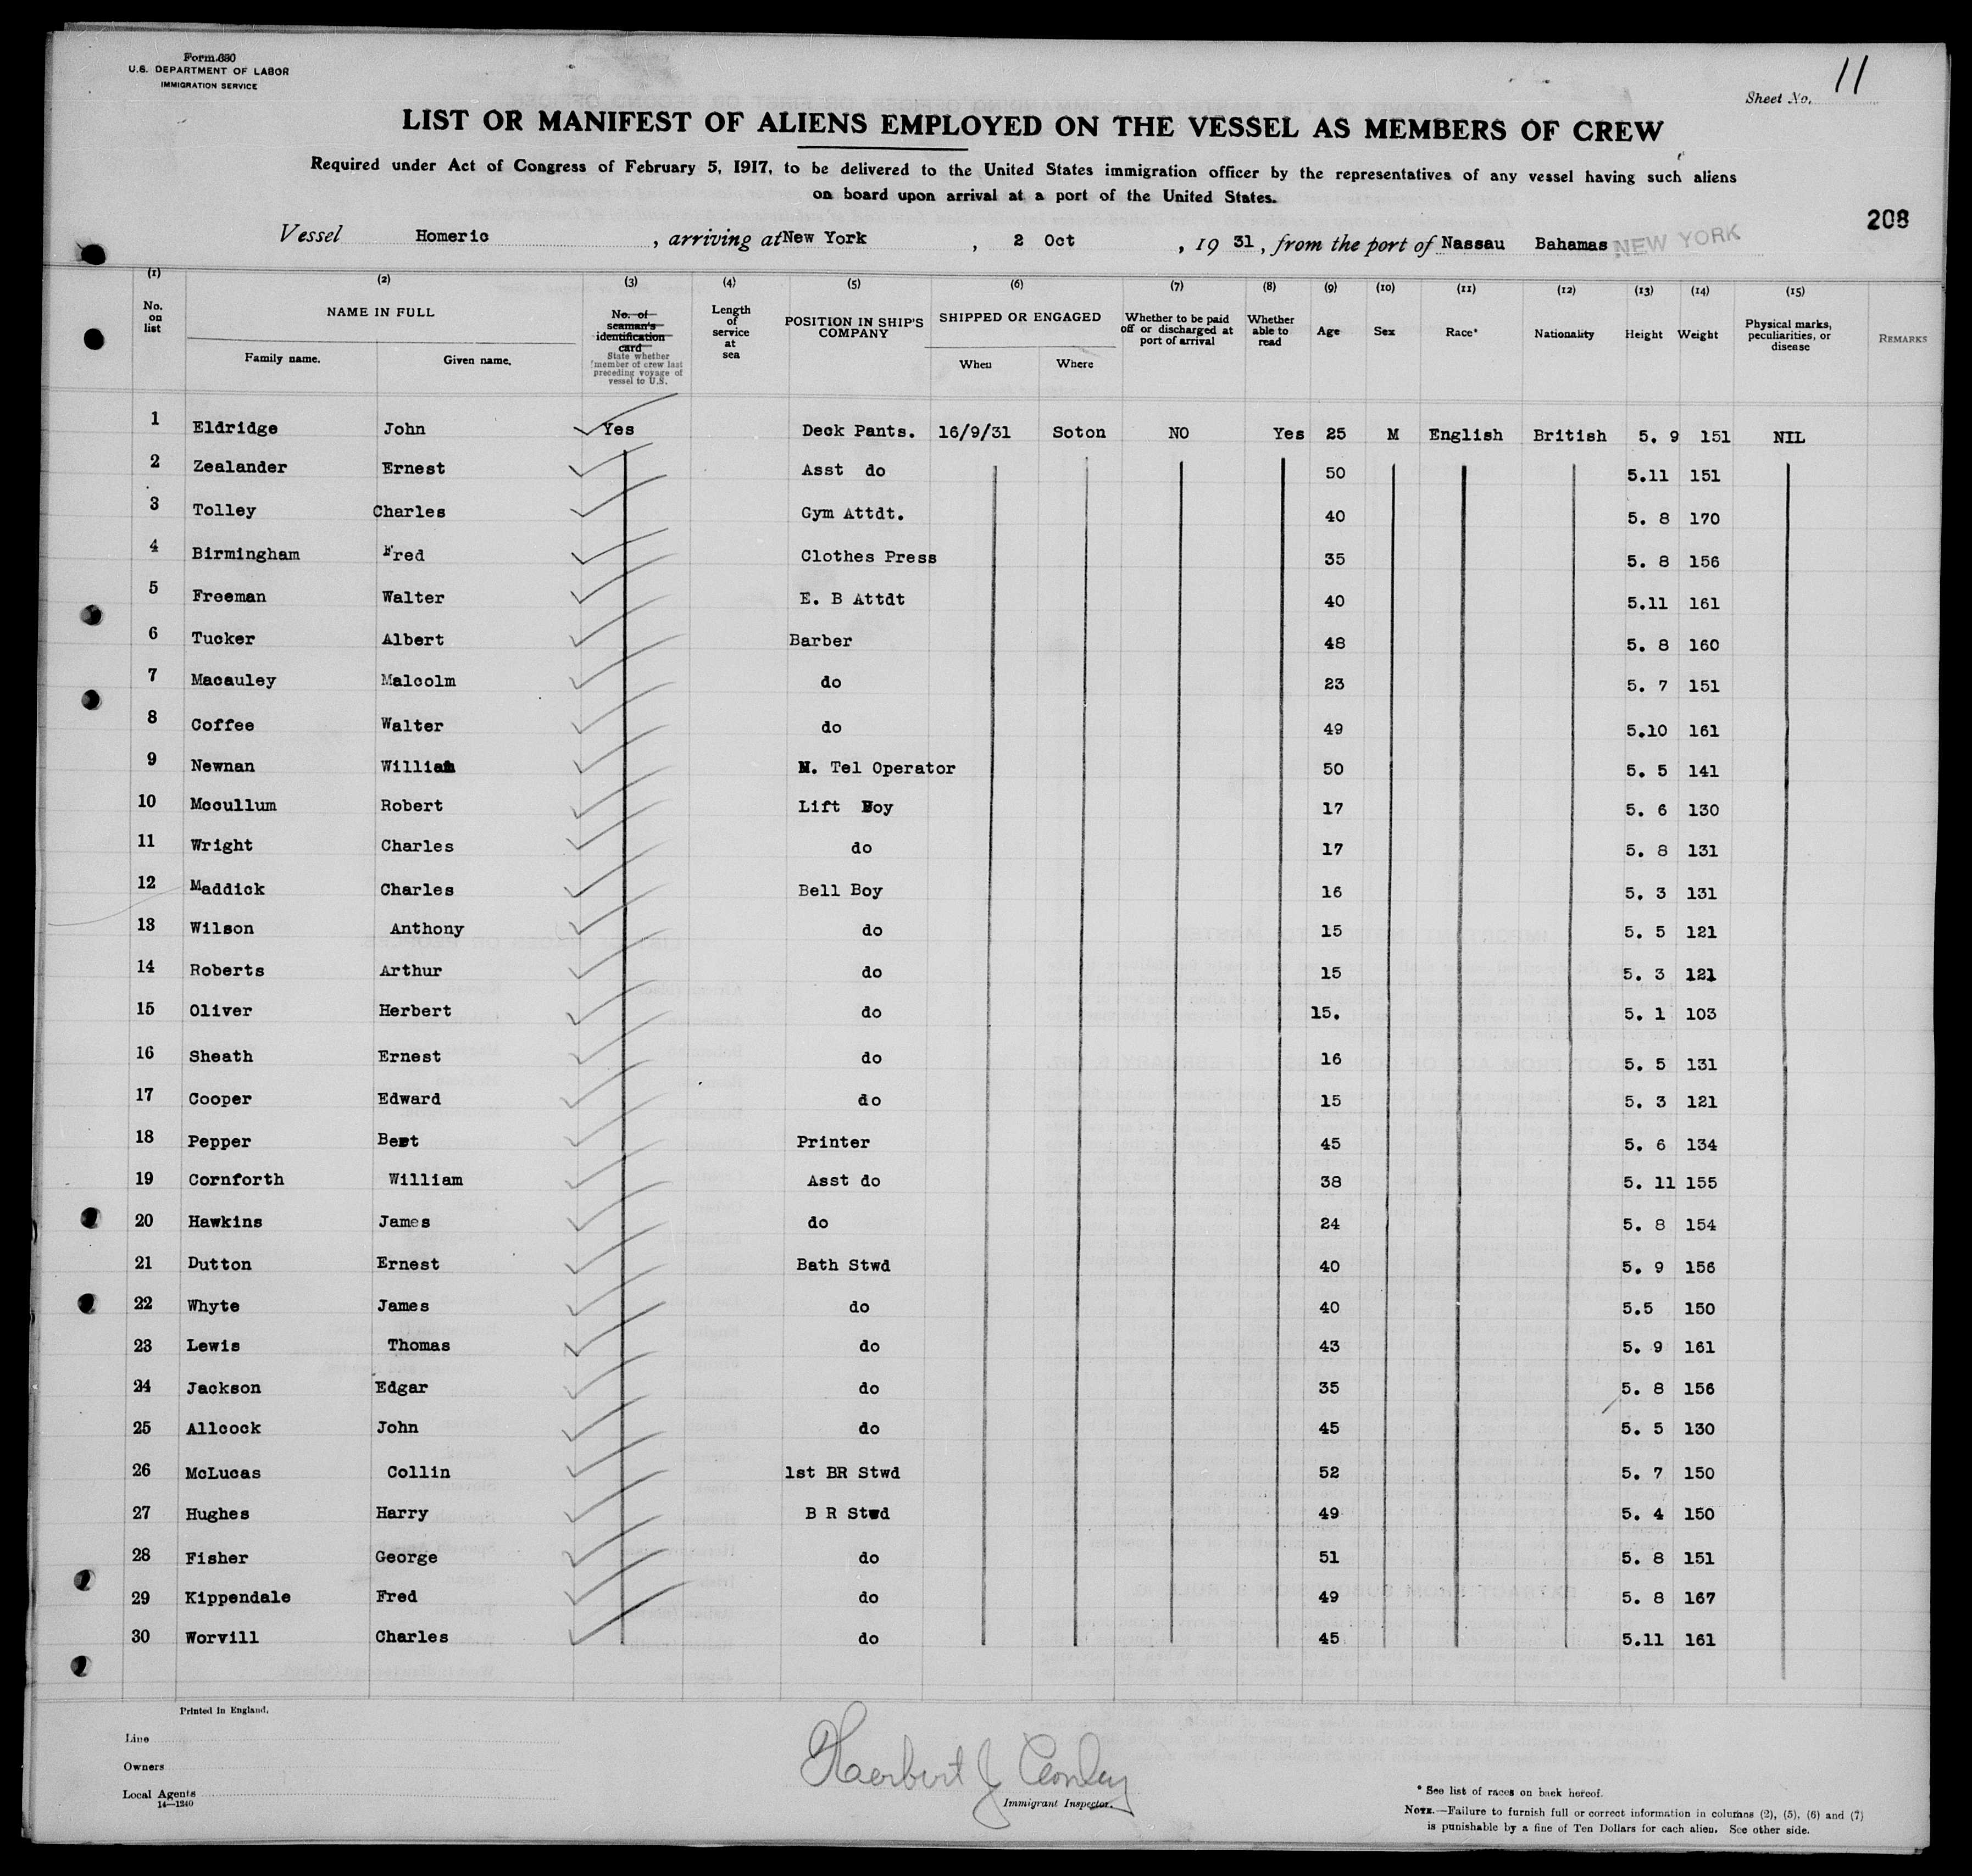 Form 680
U.S. DEPARTMENT OF LABOR
IMMIGRATION SERVICE
Sheet No. 11
LIST OR MANIFEST OF ALIENS EMPLOYED ON THE VESSEL AS MEMBERS OF CREW
Required under Act of Congress of February 5, 1917, to be delivered to the United States immigration officer by the representatives of any vessel having such aliens
on board upon arrival at a port of the United States.
208
Vessel Homeric, arriving at New York, 2 Oct, 1931, from the port of Nassau Bahamas NEW YORK
(1) (2) (3) (4) (5) (6) (7) (8) (9) (10) (11) (12) (13) (14) (15)
No. on list NAME IN FULL Family name. Given name. No. of seaman's identification card State whether member of crew last preceding voyage of vessel to U.S. Length of service at sea POSITION IN SHIP'S COMPANY SHIPPED OR ENGAGED When Where Whether to be paid off or discharged at port of arrival Whether able to read Age Sex Race* Nationality Height Weight Physical marks, peculiarities, or disease REMARKS
1 Eldridge John Yes Deck Pants. 16/9/31 Soton NO Yes 25 M English British 5. 9 151 NIL
2 Zealander Ernest Asst do 50 5.11 151
3 Tolley Charles Gym Attdt. 40 5. 8 170
4 Birmingham Fred Clothes Press 35 5. 8 156
5 Freeman Walter E. B Attdt 40 5.11 161
6 Tucker Albert Barber 48 5. 8 160
7 Macauley Malcolm do 23 5. 7 151
8 Coffee Walter do 49 5.10 161
9 Newnan William M. Tel Operator 50 5. 5 141
10 Mccullum Robert Lift Boy 17 5. 6 130
11 Wright Charles do 17 5. 8 131
12 Maddick Charles Bell Boy 16 5. 3 131
13 Wilson Anthony do 15 5. 5 121
14 Roberts Arthur do 15 5. 3 121
15 Oliver Herbert do 15. 5. 1 103
16 Sheath Ernest do 16 5. 5 131
17 Cooper Edward do 15 5. 3 121
18 Pepper Bert Printer 45 5. 6 134
19 Cornforth William Asst do 38 5. 11 155
20 Hawkins James do 24 5. 8 154
21 Dutton Ernest Bath Stwd 40 5. 9 156
22 Whyte James do 40 5.5 150
23 Lewis Thomas do 43 5. 9 161
24 Jackson Edgar do 35 5. 8 156
25 Allcock John do 45 5. 5 130
26 McLucas Collin 1st BR Stwd 52 5. 7 150
27 Hughes Harry B R Stwd 49 5. 4 150
28 Fisher George do 51 5. 8 151
29 Kippendale Fred do 49 5. 8 167
30 Worvill Charles do 45 5.11 161
Printed in England.
Line
Owners
Local Agents
14—1240
Immigrant Inspector.
* See list of races on back hereof.
NOTE.—Failure to furnish full or correct information in columns (2), (5), (6) and (7)
is punishable by a fine of Ten Dollars for each alien. See other side.